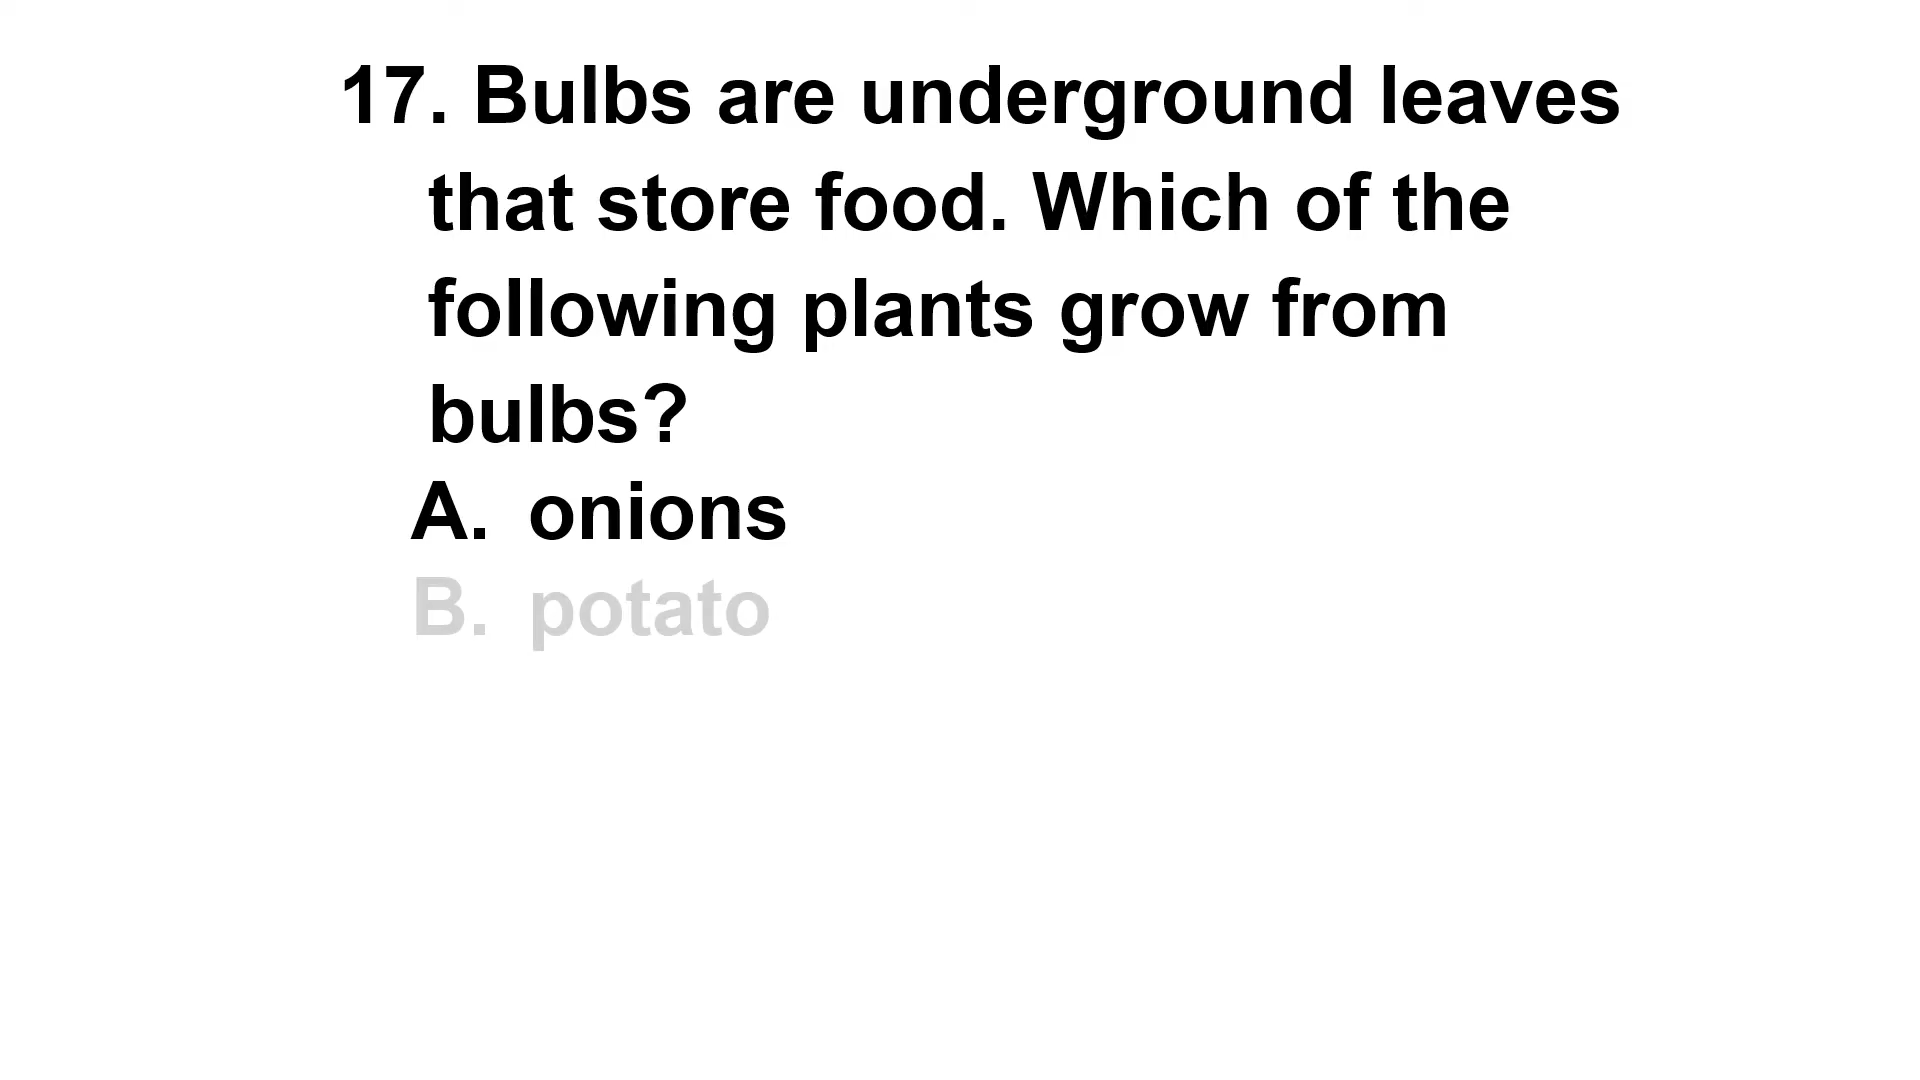 17. Bulbs are underground leaves
that store food. Which of the
following plants grow from
bulbs?
A. onions
B. potato